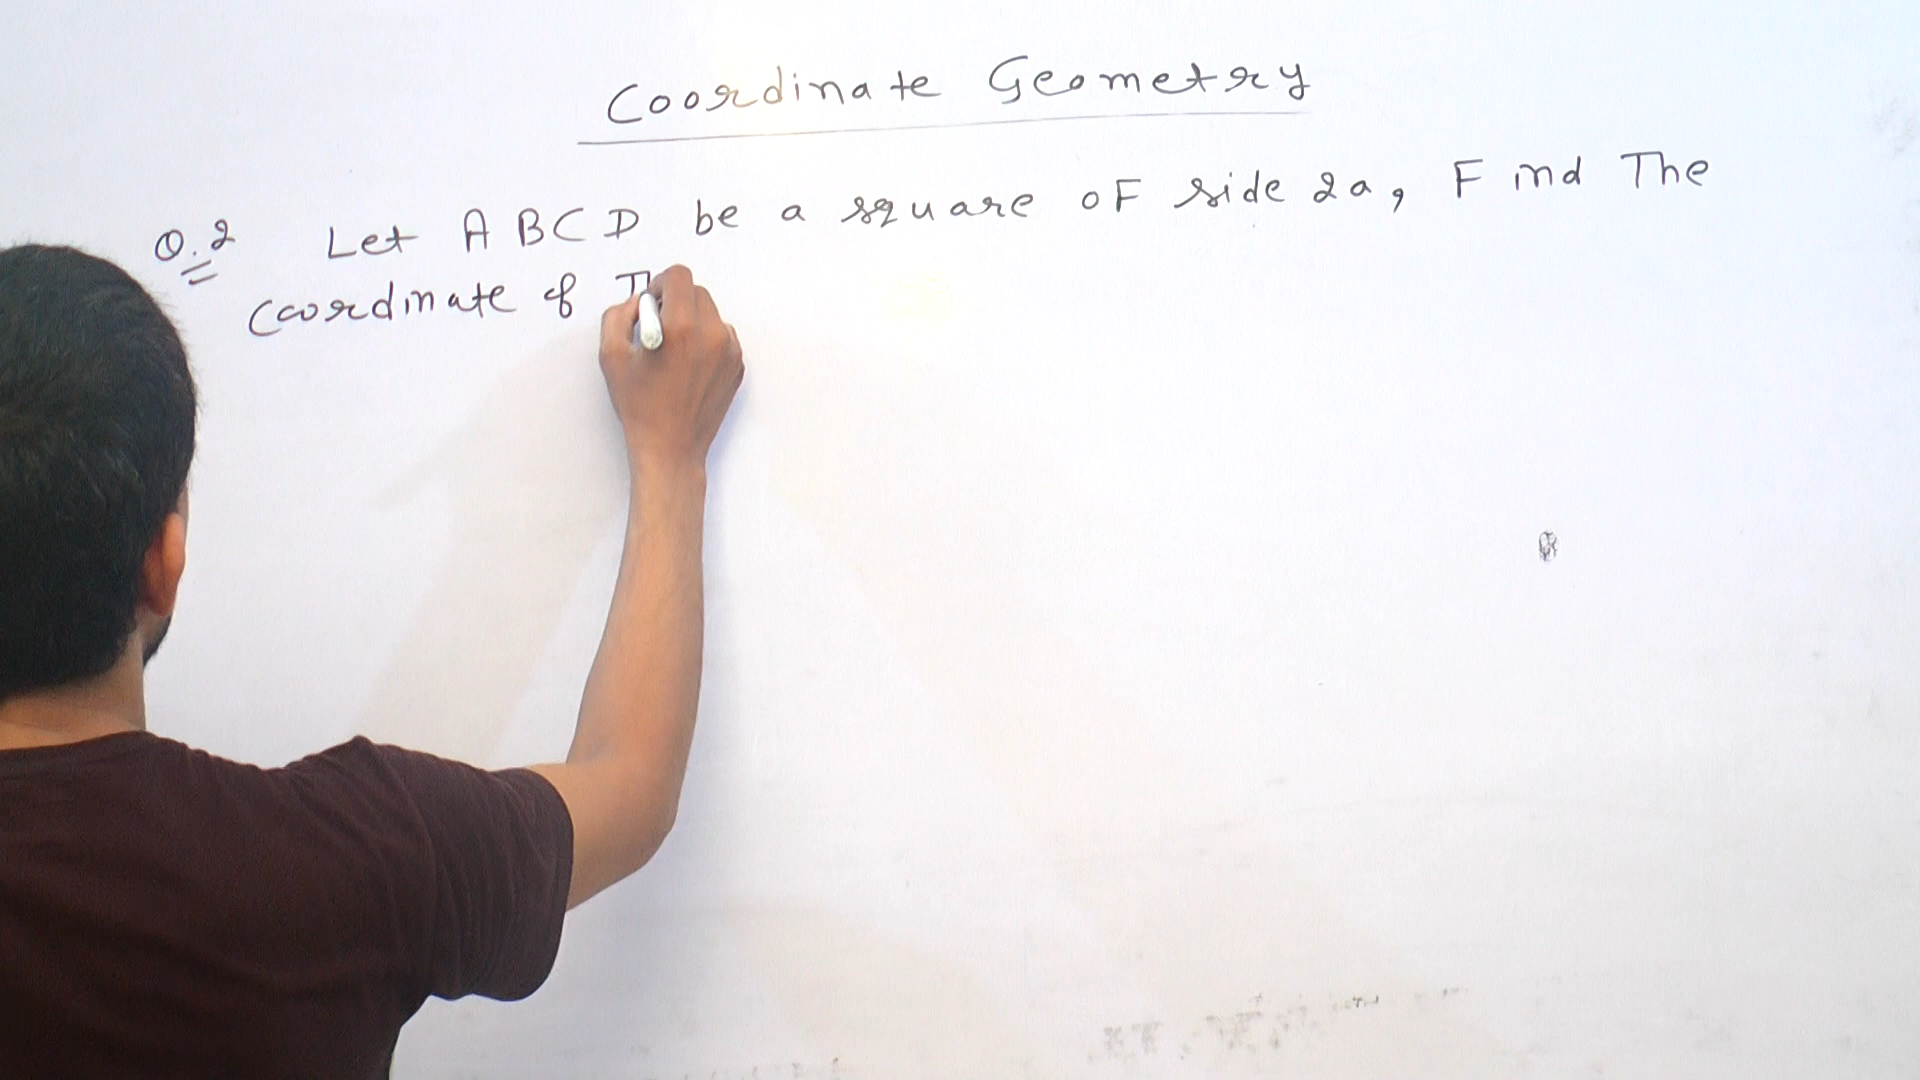 Coordinate Geometry
Q.2 Let ABCD be a square of side 2a, Find The
coordinate of